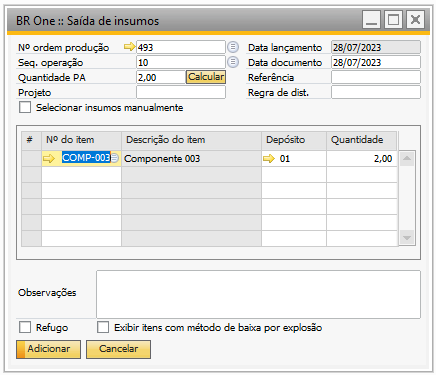 BR One :: Saída de insumos
Nº ordem produção 493 Data lançamento 28/07/2023
Seq. operação 10 Data documento 28/07/2023
Quantidade PA 2,00 Calcular Referência
Projeto Regra de dist.
Selecionar insumos manualmente
# Nº do item Descrição do item Depósito Quantidade
COMP-003 Componente 003 01 2,00
Observações
Refugo Exibir itens com método de baixa por explosão
Adicionar Cancelar